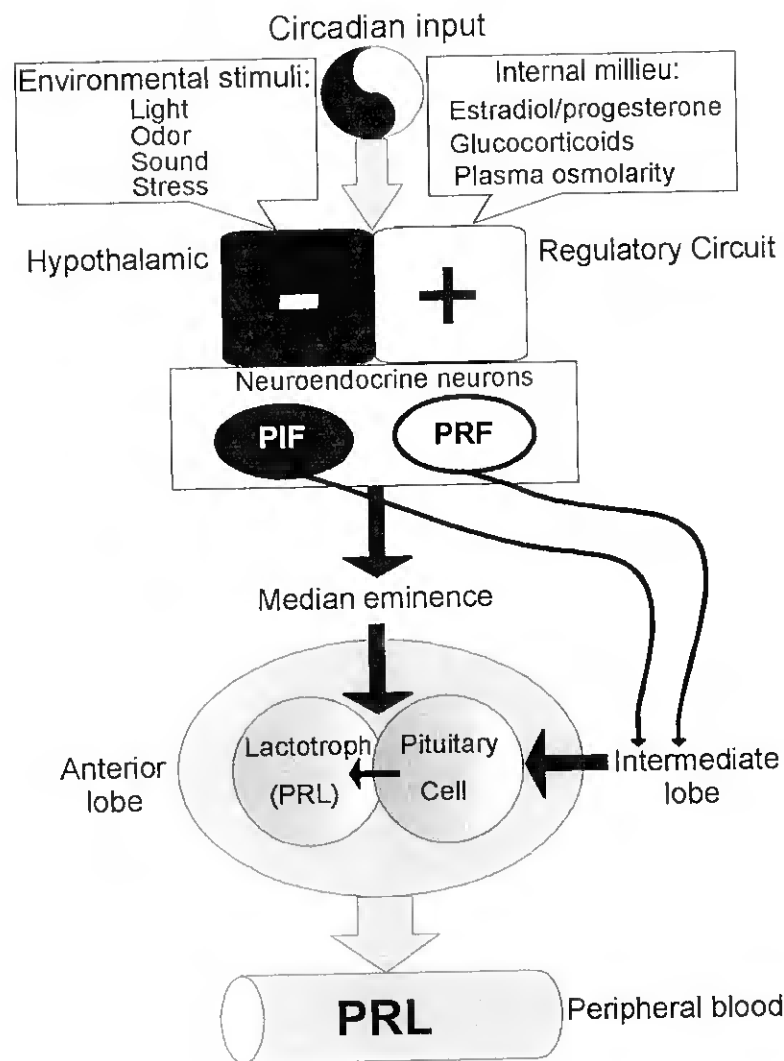 Circadian input
Environmental stimuli:
Light
Odor
Sound
Stress
Internal millieu:
Estradiol/progesterone
Glucocorticoids
Plasma osmolarity
Hypothalamic
Regulatory Circuit
-
+
Neuroendocrine neurons
PIF
PRF
Median eminence
Anterior
lobe
Lactotroph
(PRL)
Pituitary
Cell
Intermediate
lobe
PRL
Peripheral blood